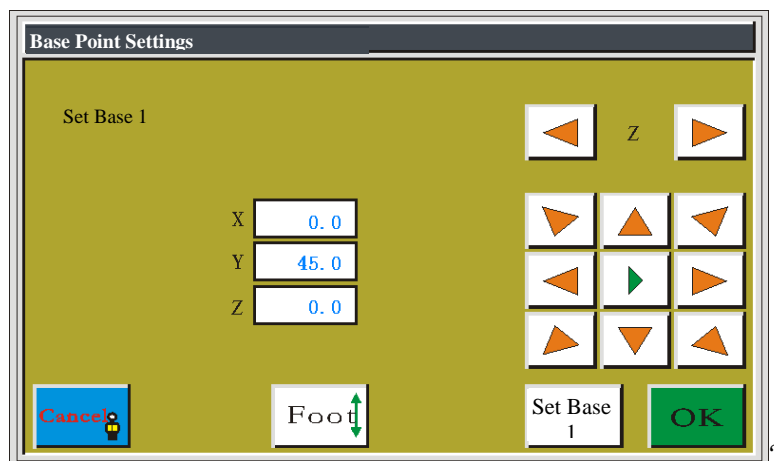 Base Point Settings
Set Base 1
Z
X 0.0
Y 45.0
Z 0.0
Cancel
Foot
Set Base
1
OK
‘